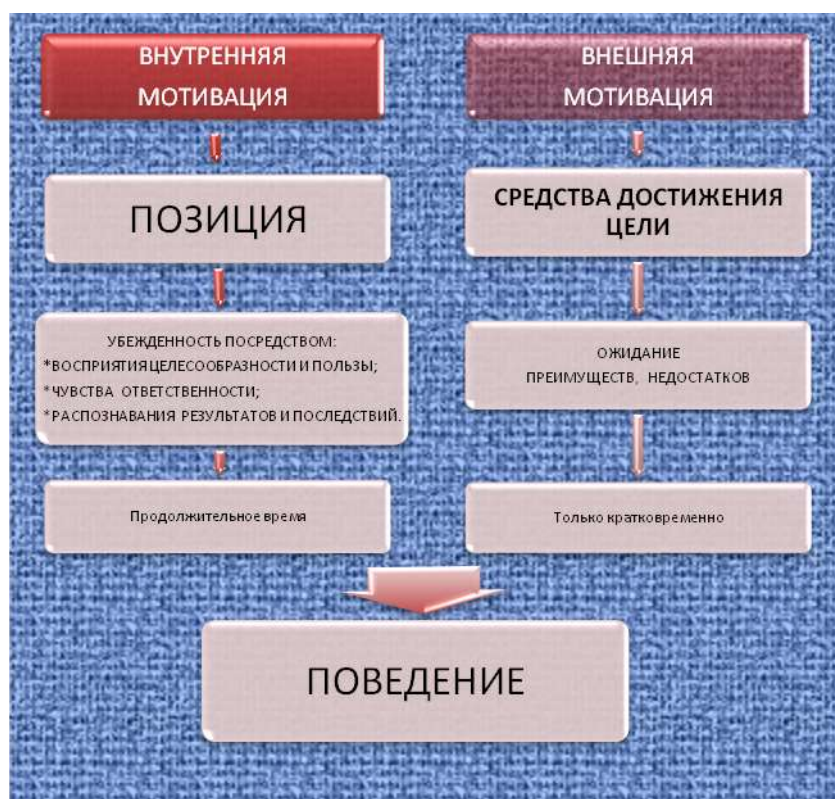 ВНУТРЕННЯЯ
МОТИВАЦИЯ
ВНЕШНЯЯ
МОТИВАЦИЯ
ПОЗИЦИЯ
СРЕДСТВА ДОСТИЖЕНИЯ
ЦЕЛИ
УБЕЖДЕННОСТЬ ПОСРЕДСТВОМ:
*ВОСПРИЯТИЯ ЦЕЛЕСООБРАЗНОСТИ И ПОЛЬЗЫ;
*ЧУВСТВА ОТВЕТСТВЕННОСТИ;
*РАСПОЗНАВАНИЯ РЕЗУЛЬТАТОВ И ПОСЛЕДСТВИЙ.
ОЖИДАНИЕ
ПРЕИМУЩЕСТВ, НЕДОСТАТКОВ
Продолжительное время
Только кратковременно
ПОВЕДЕНИЕ